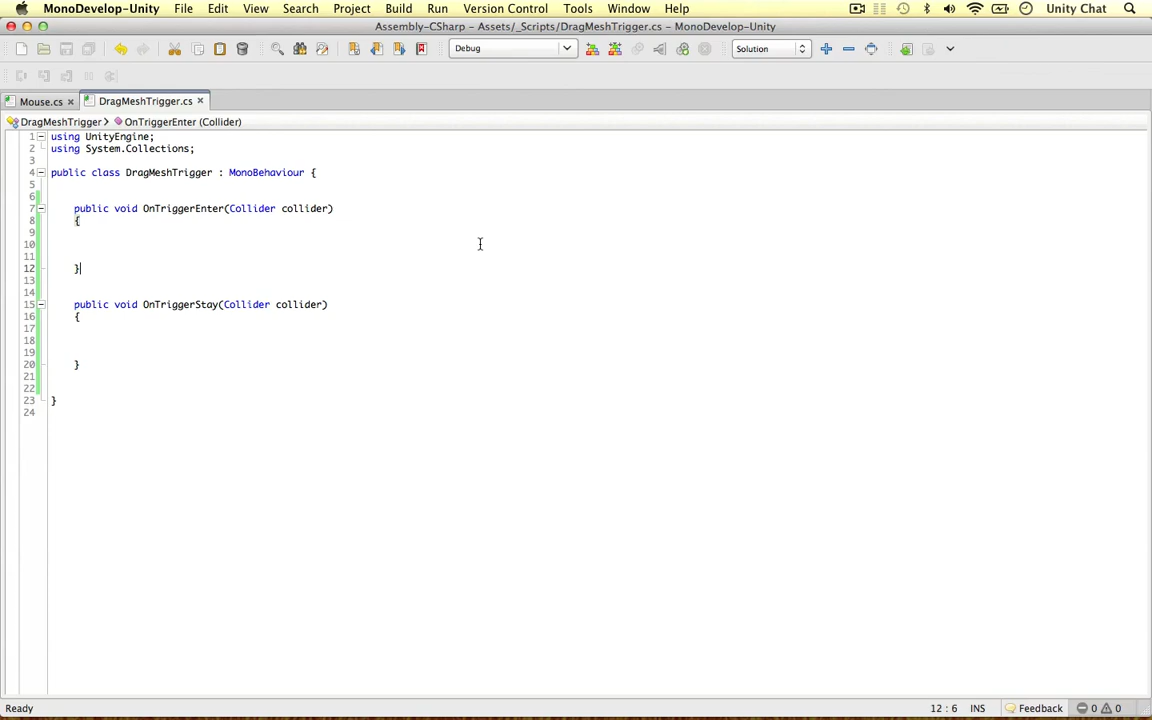 MonoDevelop-Unity File Edit View Search Project Build Run Version Control Tools Window Help Unity Chat
Assembly-CSharp - Assets/_Scripts/DragMeshTrigger.cs - MonoDevelop-Unity
Debug Solution
Mouse.cs × DragMeshTrigger.cs ×
DragMeshTrigger OnTriggerEnter (Collider)
1 using UnityEngine;
2 using System.Collections;
3
4 public class DragMeshTrigger : MonoBehaviour {
5
6
7 public void OnTriggerEnter(Collider collider)
8 {
9
10
11
12 }
13
14
15 public void OnTriggerStay(Collider collider)
16 {
17
18
19
20 }
21
22
23 }
24
Ready 12 : 6 INS Feedback 0 0